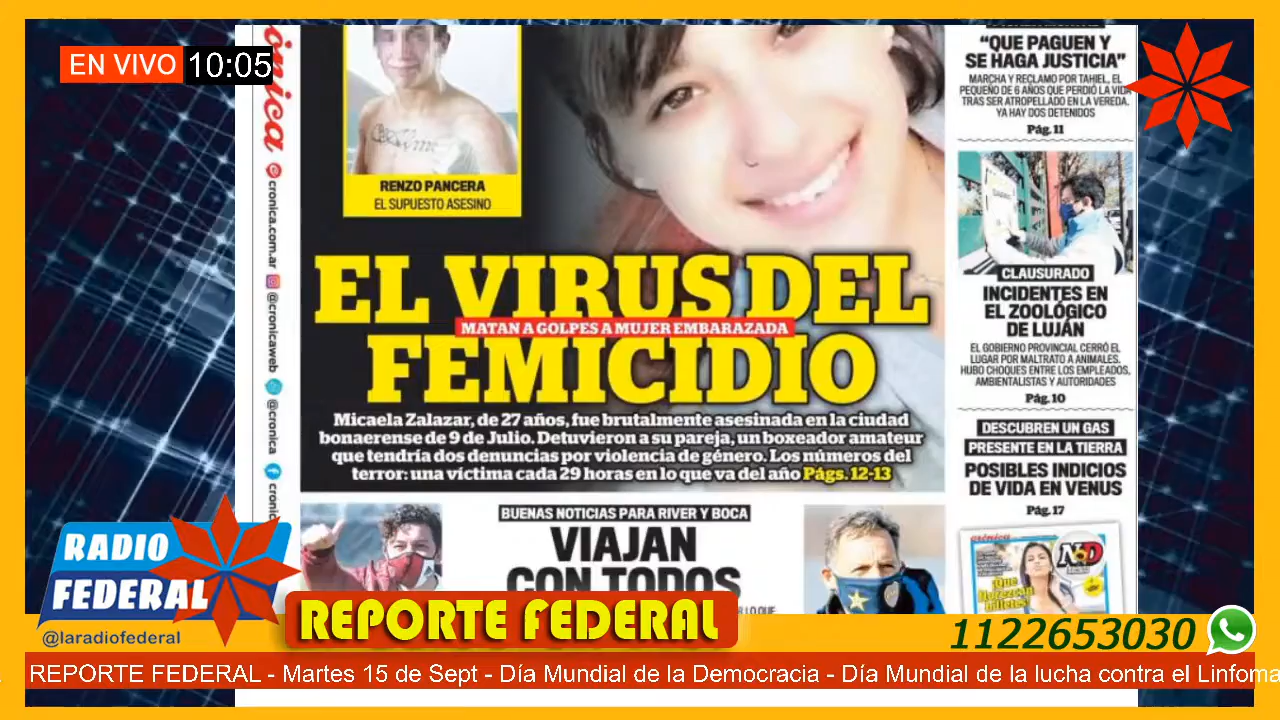 EN VIVO 10:05
ónica
cronica.com.ar
@cronicaweb
@cronica
RENZO PANCERA
EL SUPUESTO ASESINO
EL VIRUS DEL
MATAN A GOLPES A MUJER EMBARAZADA
FEMICIDIO
Micaela Zalazar, de 27 años, fue brutalmente asesinada en la ciudad
bonaerense de 9 de Julio. Detuvieron a su pareja, un boxeador amateur
que tendría dos denuncias por violencia de género. Los números del
terror: una víctima cada 29 horas en lo que va del año Págs. 12-13
“QUE PAGUEN Y
SE HAGA JUSTICIA”
MARCHA Y RECLAMO POR TAHIEL, EL
PEQUEÑO DE 6 AÑOS QUE PERDIÓ LA VIDA
TRAS SER ATROPELLADO EN LA VEREDA.
YA HAY DOS DETENIDOS
Pág. 11
CLAUSURADO
INCIDENTES EN
EL ZOOLÓGICO
DE LUJÁN
EL GOBIERNO PROVINCIAL CERRÓ EL
LUGAR POR MALTRATO A ANIMALES.
HUBO CHOQUES ENTRE LOS EMPLEADOS,
AMBIENTALISTAS Y AUTORIDADES
Pág. 10
DESCUBREN UN GAS
PRESENTE EN LA TIERRA
POSIBLES INDICIOS
DE VIDA EN VENUS
Pág. 17
BUENAS NOTICIAS PARA RIVER Y BOCA
VIAJAN
CON TODOS
crónica
¡Que
florezcan
billetes!
RADIO
FEDERAL
@laradiofederal
REPORTE FEDERAL
1122653030
REPORTE FEDERAL - Martes 15 de Sept - Día Mundial de la Democracia - Día Mundial de la lucha contra el Linfoma